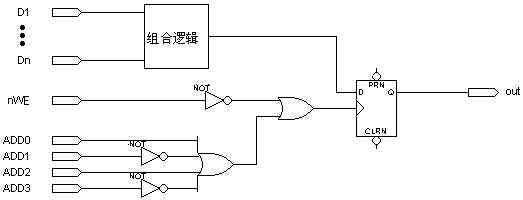 D1
组合逻辑
Dn
nWE
NOT
PRN
D
Q
out
CLRN
ADD0
ADD1
NOT
ADD2
NOT
ADD3